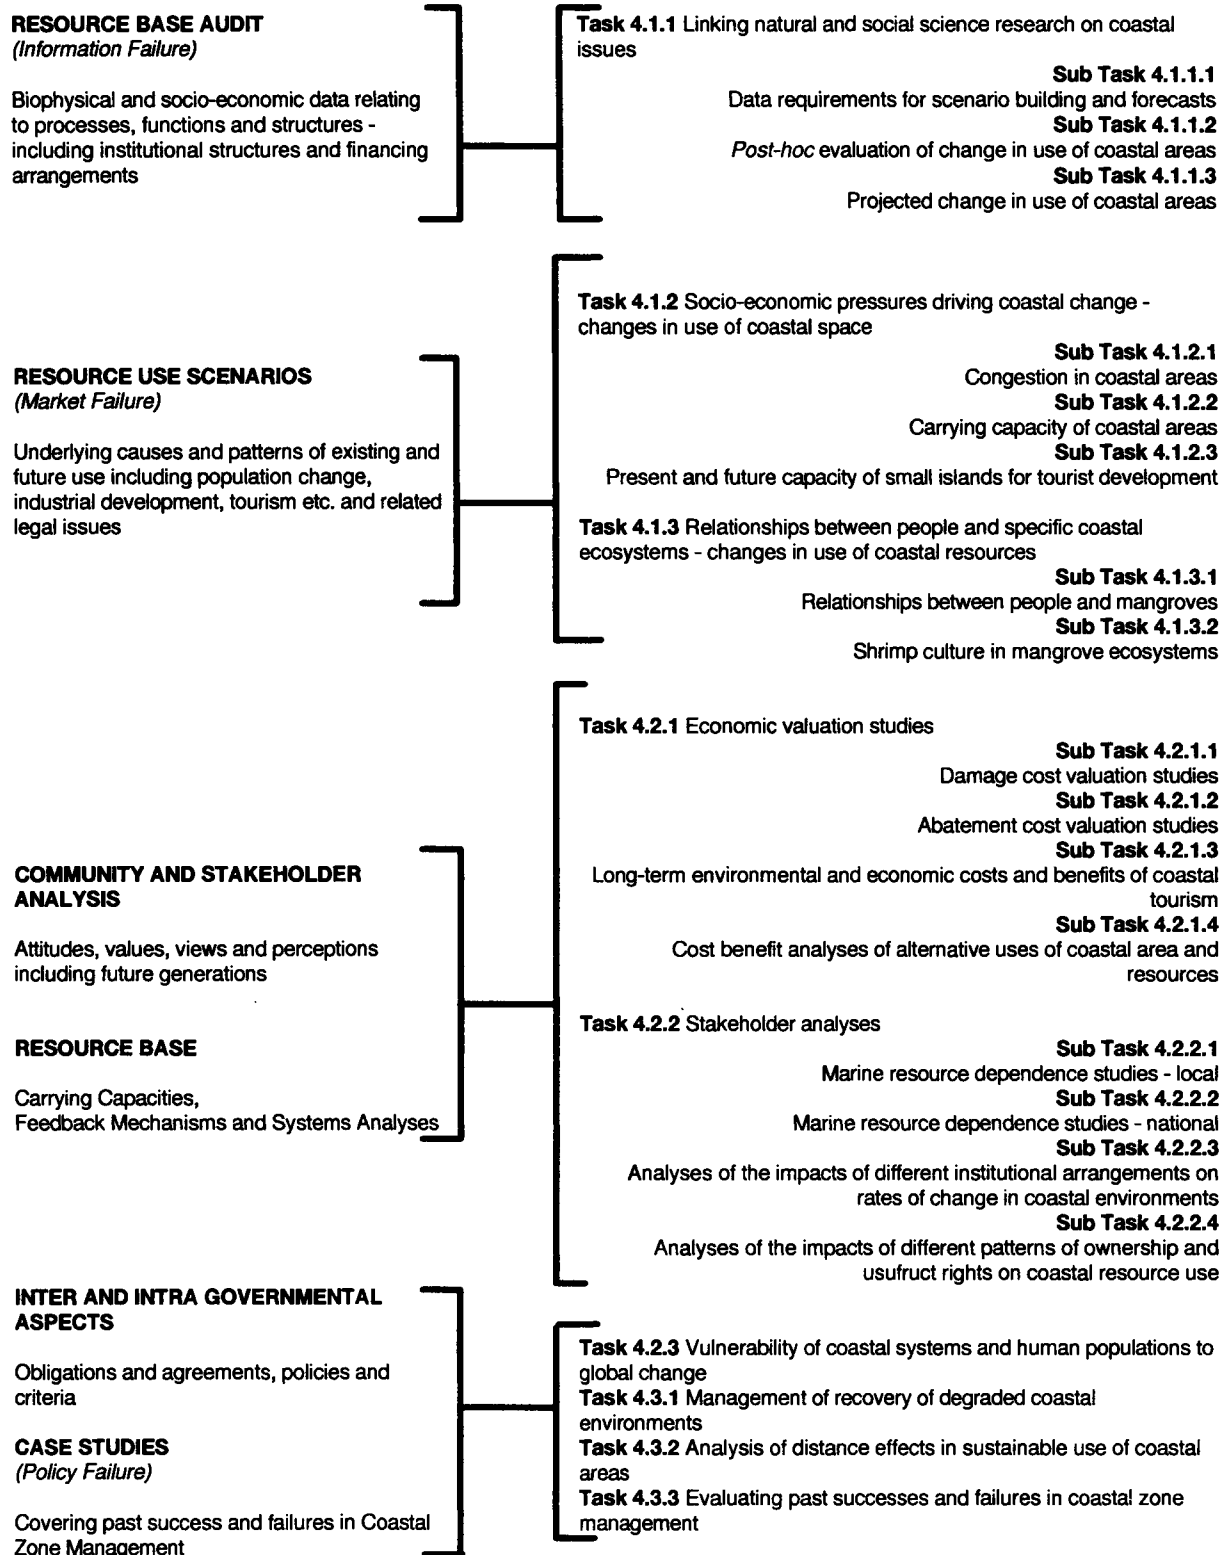 RESOURCE BASE AUDIT
(Information Failure)
Biophysical and socio-economic data relating
to processes, functions and structures -
including institutional structures and financing
arrangements
Task 4.1.1 Linking natural and social science research on coastal
issues
Sub Task 4.1.1.1
Data requirements for scenario building and forecasts
Sub Task 4.1.1.2
Post-hoc evaluation of change in use of coastal areas
Sub Task 4.1.1.3
Projected change in use of coastal areas
RESOURCE USE SCENARIOS
(Market Failure)
Underlying causes and patterns of existing and
future use including population change,
industrial development, tourism etc. and related
legal issues
Task 4.1.2 Socio-economic pressures driving coastal change -
changes in use of coastal space
Sub Task 4.1.2.1
Congestion in coastal areas
Sub Task 4.1.2.2
Carrying capacity of coastal areas
Sub Task 4.1.2.3
Present and future capacity of small islands for tourist development
Task 4.1.3 Relationships between people and specific coastal
ecosystems - changes in use of coastal resources
Sub Task 4.1.3.1
Relationships between people and mangroves
Sub Task 4.1.3.2
Shrimp culture in mangrove ecosystems
COMMUNITY AND STAKEHOLDER
ANALYSIS
Attitudes, values, views and perceptions
including future generations
RESOURCE BASE
Carrying Capacities,
Feedback Mechanisms and Systems Analyses
Task 4.2.1 Economic valuation studies
Sub Task 4.2.1.1
Damage cost valuation studies
Sub Task 4.2.1.2
Abatement cost valuation studies
Sub Task 4.2.1.3
Long-term environmental and economic costs and benefits of coastal
tourism
Sub Task 4.2.1.4
Cost benefit analyses of alternative uses of coastal area and
resources
Task 4.2.2 Stakeholder analyses
Sub Task 4.2.2.1
Marine resource dependence studies - local
Sub Task 4.2.2.2
Marine resource dependence studies - national
Sub Task 4.2.2.3
Analyses of the impacts of different institutional arrangements on
rates of change in coastal environments
Sub Task 4.2.2.4
Analyses of the impacts of different patterns of ownership and
usufruct rights on coastal resource use
INTER AND INTRA GOVERNMENTAL
ASPECTS
Obligations and agreements, policies and
criteria
CASE STUDIES
(Policy Failure)
Covering past success and failures in Coastal
Zone Management
Task 4.2.3 Vulnerability of coastal systems and human populations to
global change
Task 4.3.1 Management of recovery of degraded coastal
environments
Task 4.3.2 Analysis of distance effects in sustainable use of coastal
areas
Task 4.3.3 Evaluating past successes and failures in coastal zone
management